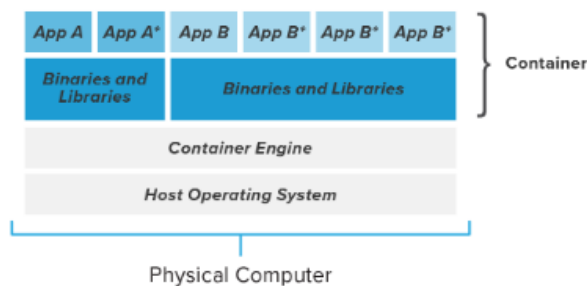 App A App A* App B App B* App B* App B*
Container
Binaries and
Libraries
Binaries and Libraries
Container Engine
Host Operating System
Physical Computer